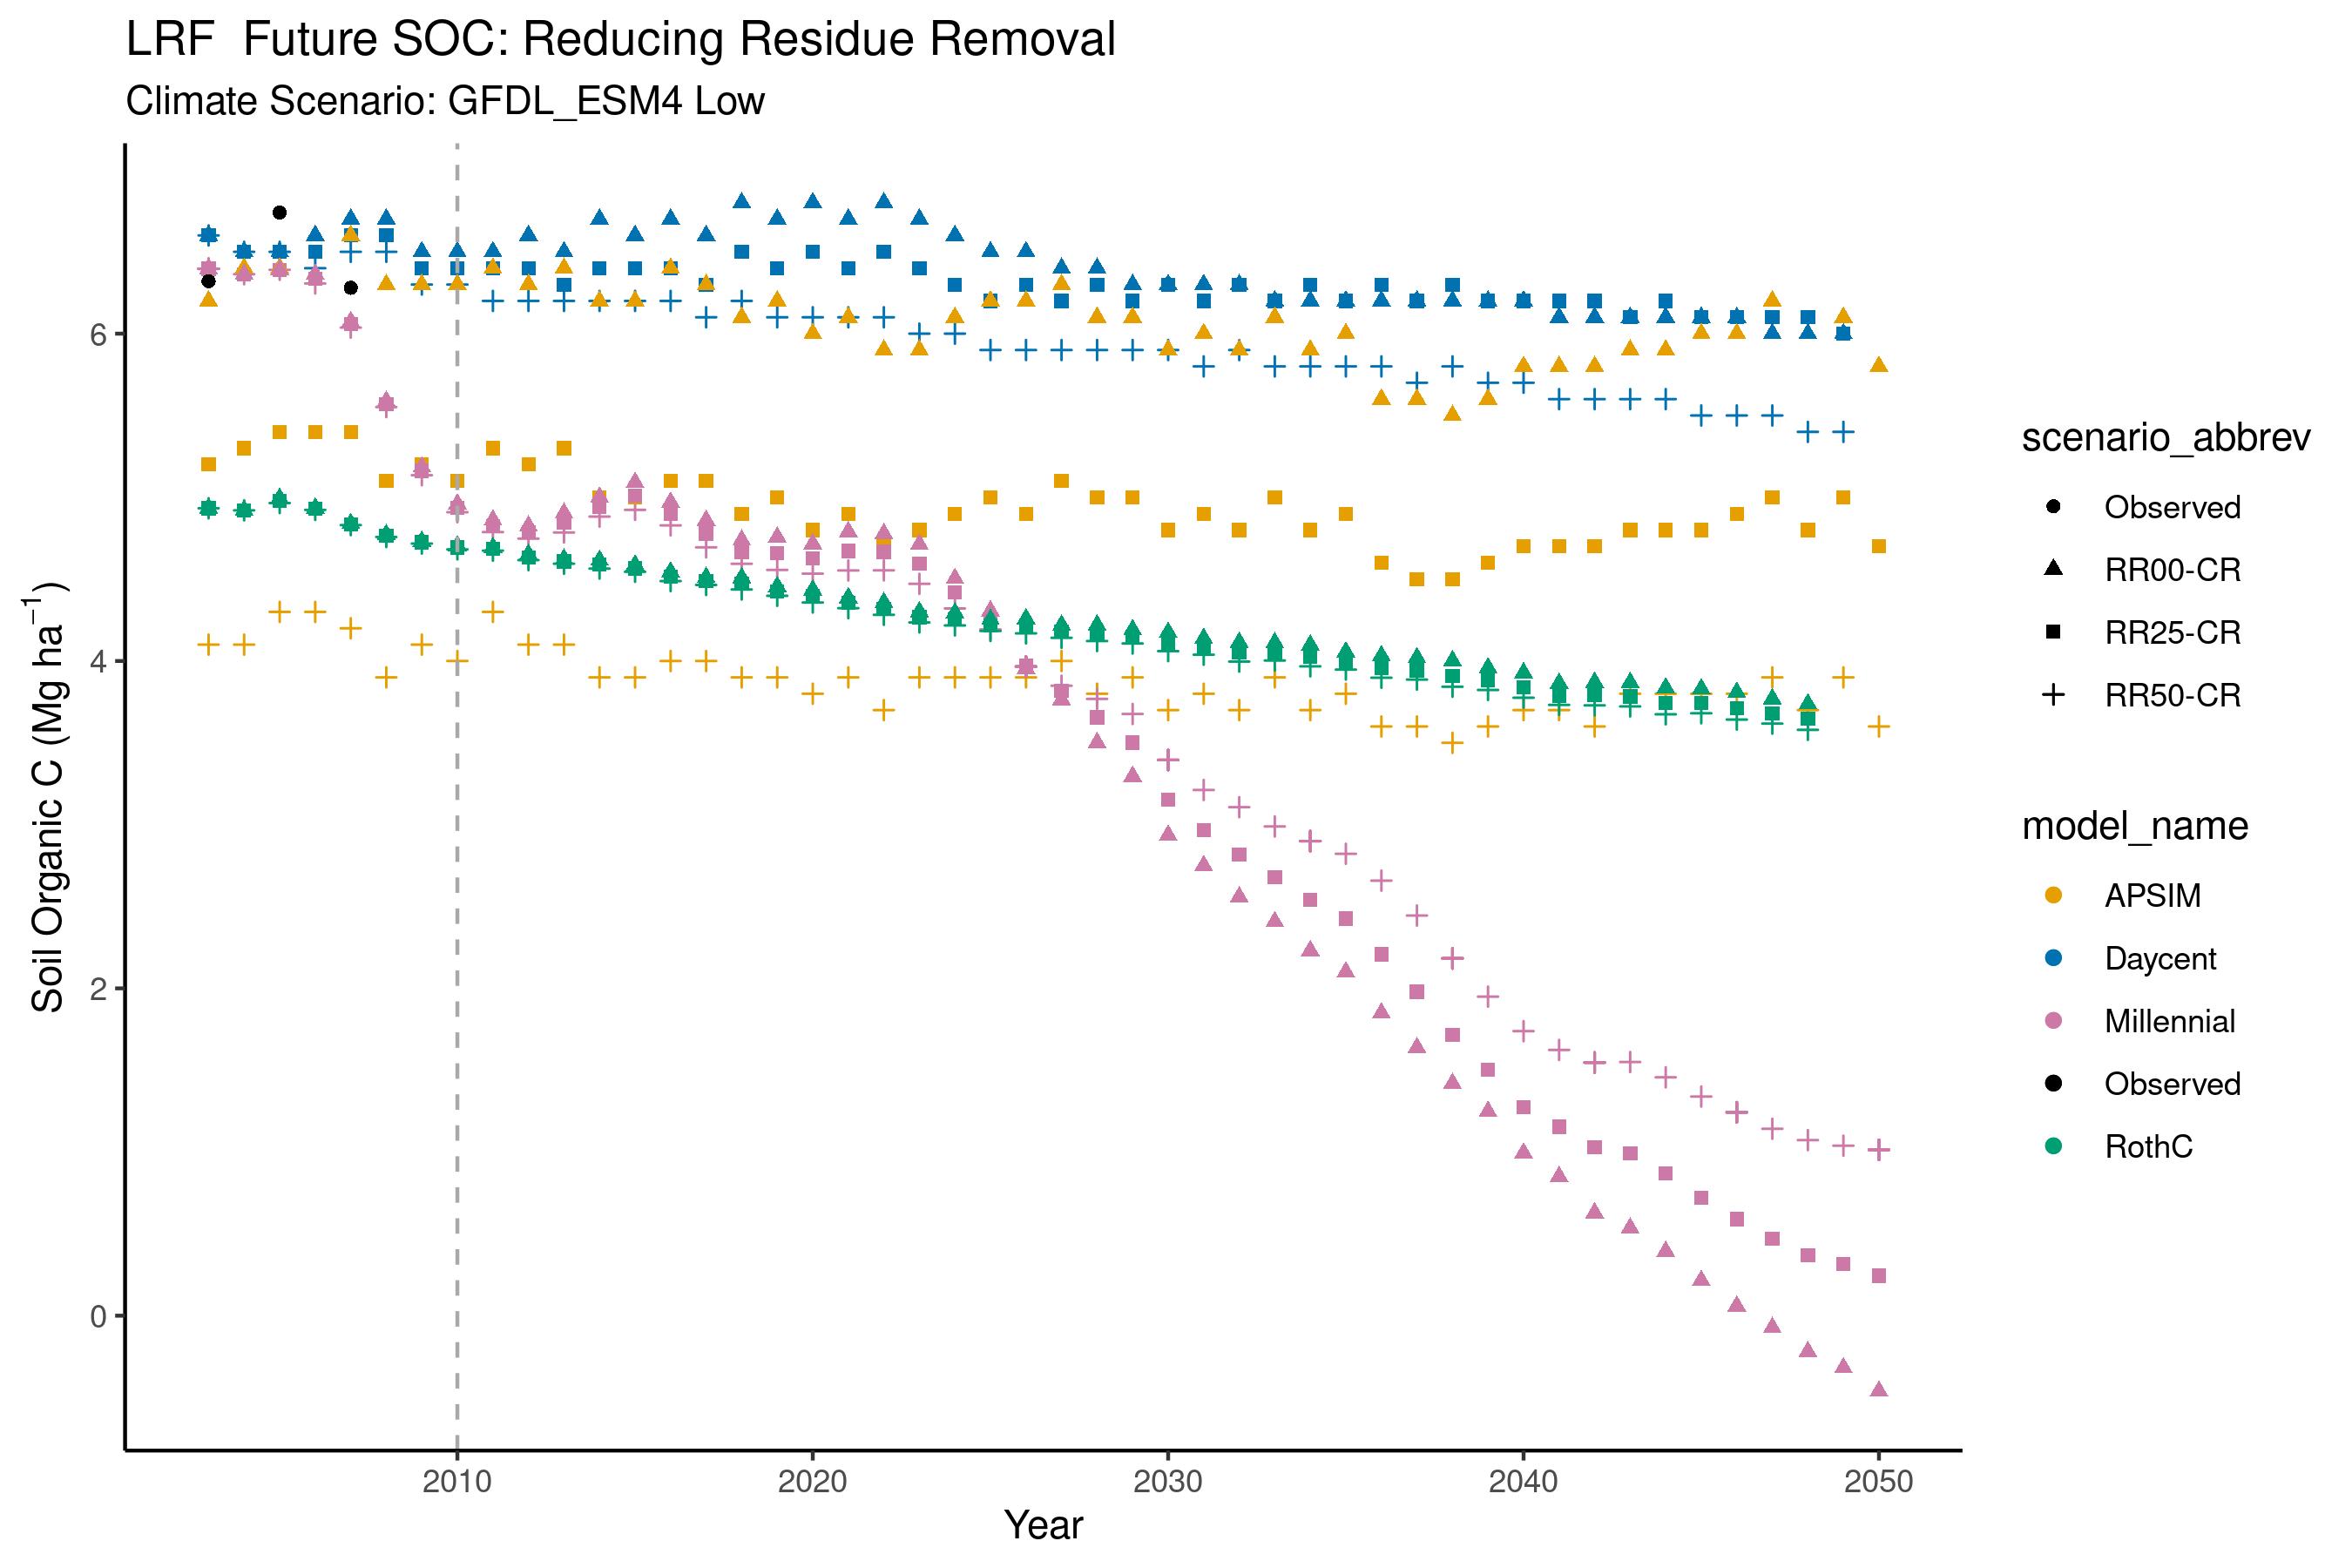 LRF  Future SOC: Reducing Residue Removal
Climate Scenario: GFDL_ESM4 Low
Soil Organic C (Mg ha⁻¹)
6
4
2
0
2010
2020
2030
2040
2050
Year
scenario_abbrev
Observed
RR00-CR
RR25-CR
RR50-CR
model_name
APSIM
Daycent
Millennial
Observed
RothC